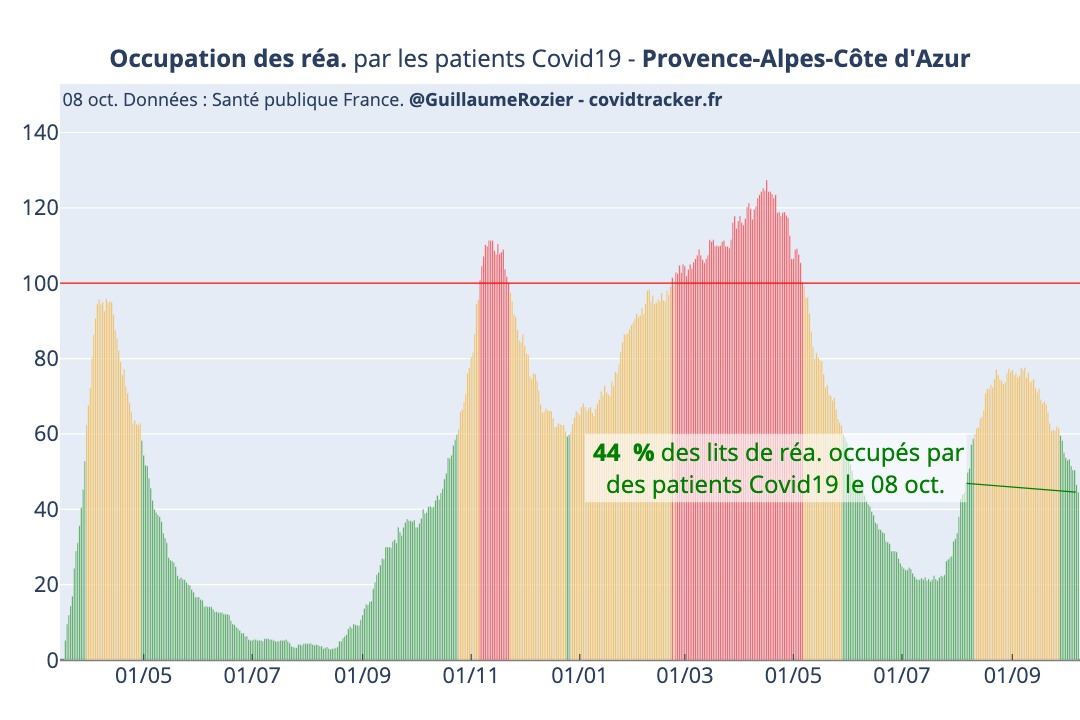 Occupation des réa. par les patients Covid19 - Provence-Alpes-Côte d'Azur
08 oct. Données : Santé publique France. @GuillaumeRozier - covidtracker.fr
140
120
100
80
60
44 % des lits de réa. occupés par
des patients Covid19 le 08 oct.
40
20
0
01/05 01/07 01/09 01/11 01/01 01/03 01/05 01/07 01/09